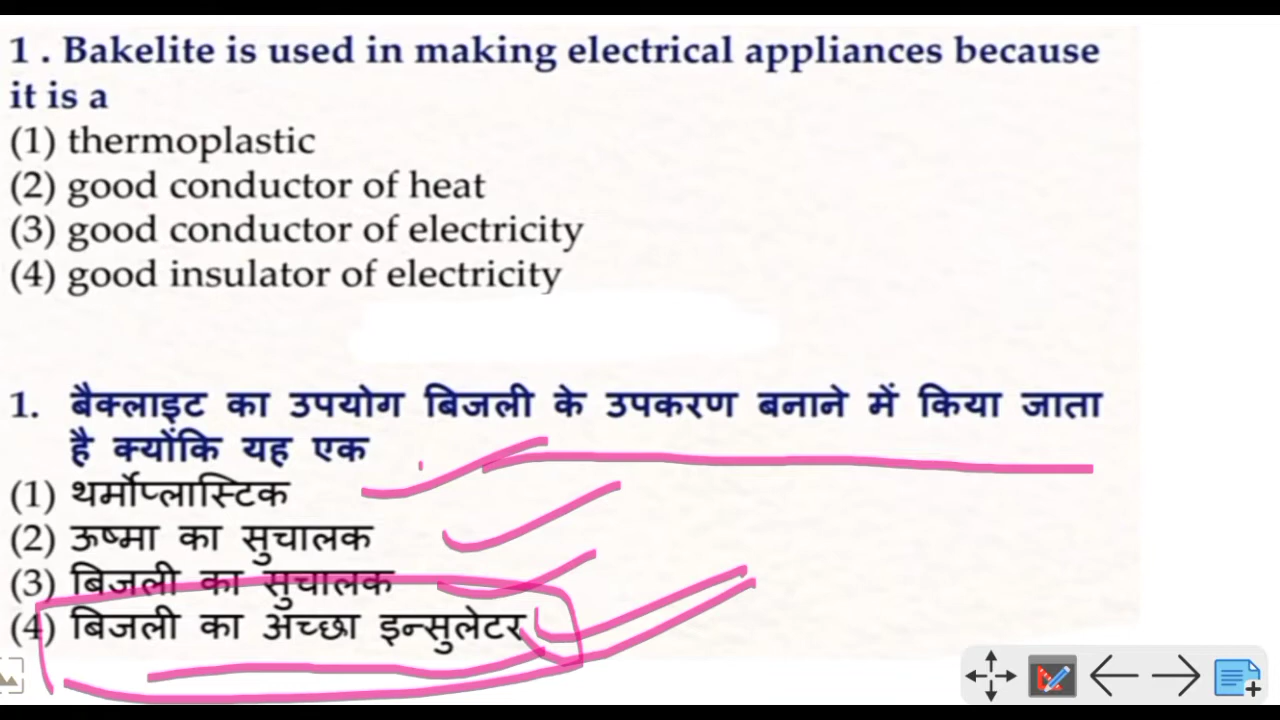 1 . Bakelite is used in making electrical appliances because
it is a
(1) thermoplastic
(2) good conductor of heat
(3) good conductor of electricity
(4) good insulator of electricity
1. बैक्लाइट का उपयोग बिजली के उपकरण बनाने में किया जाता
है क्योंकि यह एक
(1) थर्मोप्लास्टिक
(2) ऊष्मा का सुचालक
(3) बिजली का सुचालक
(4) बिजली का अच्छा इन्सुलेटर